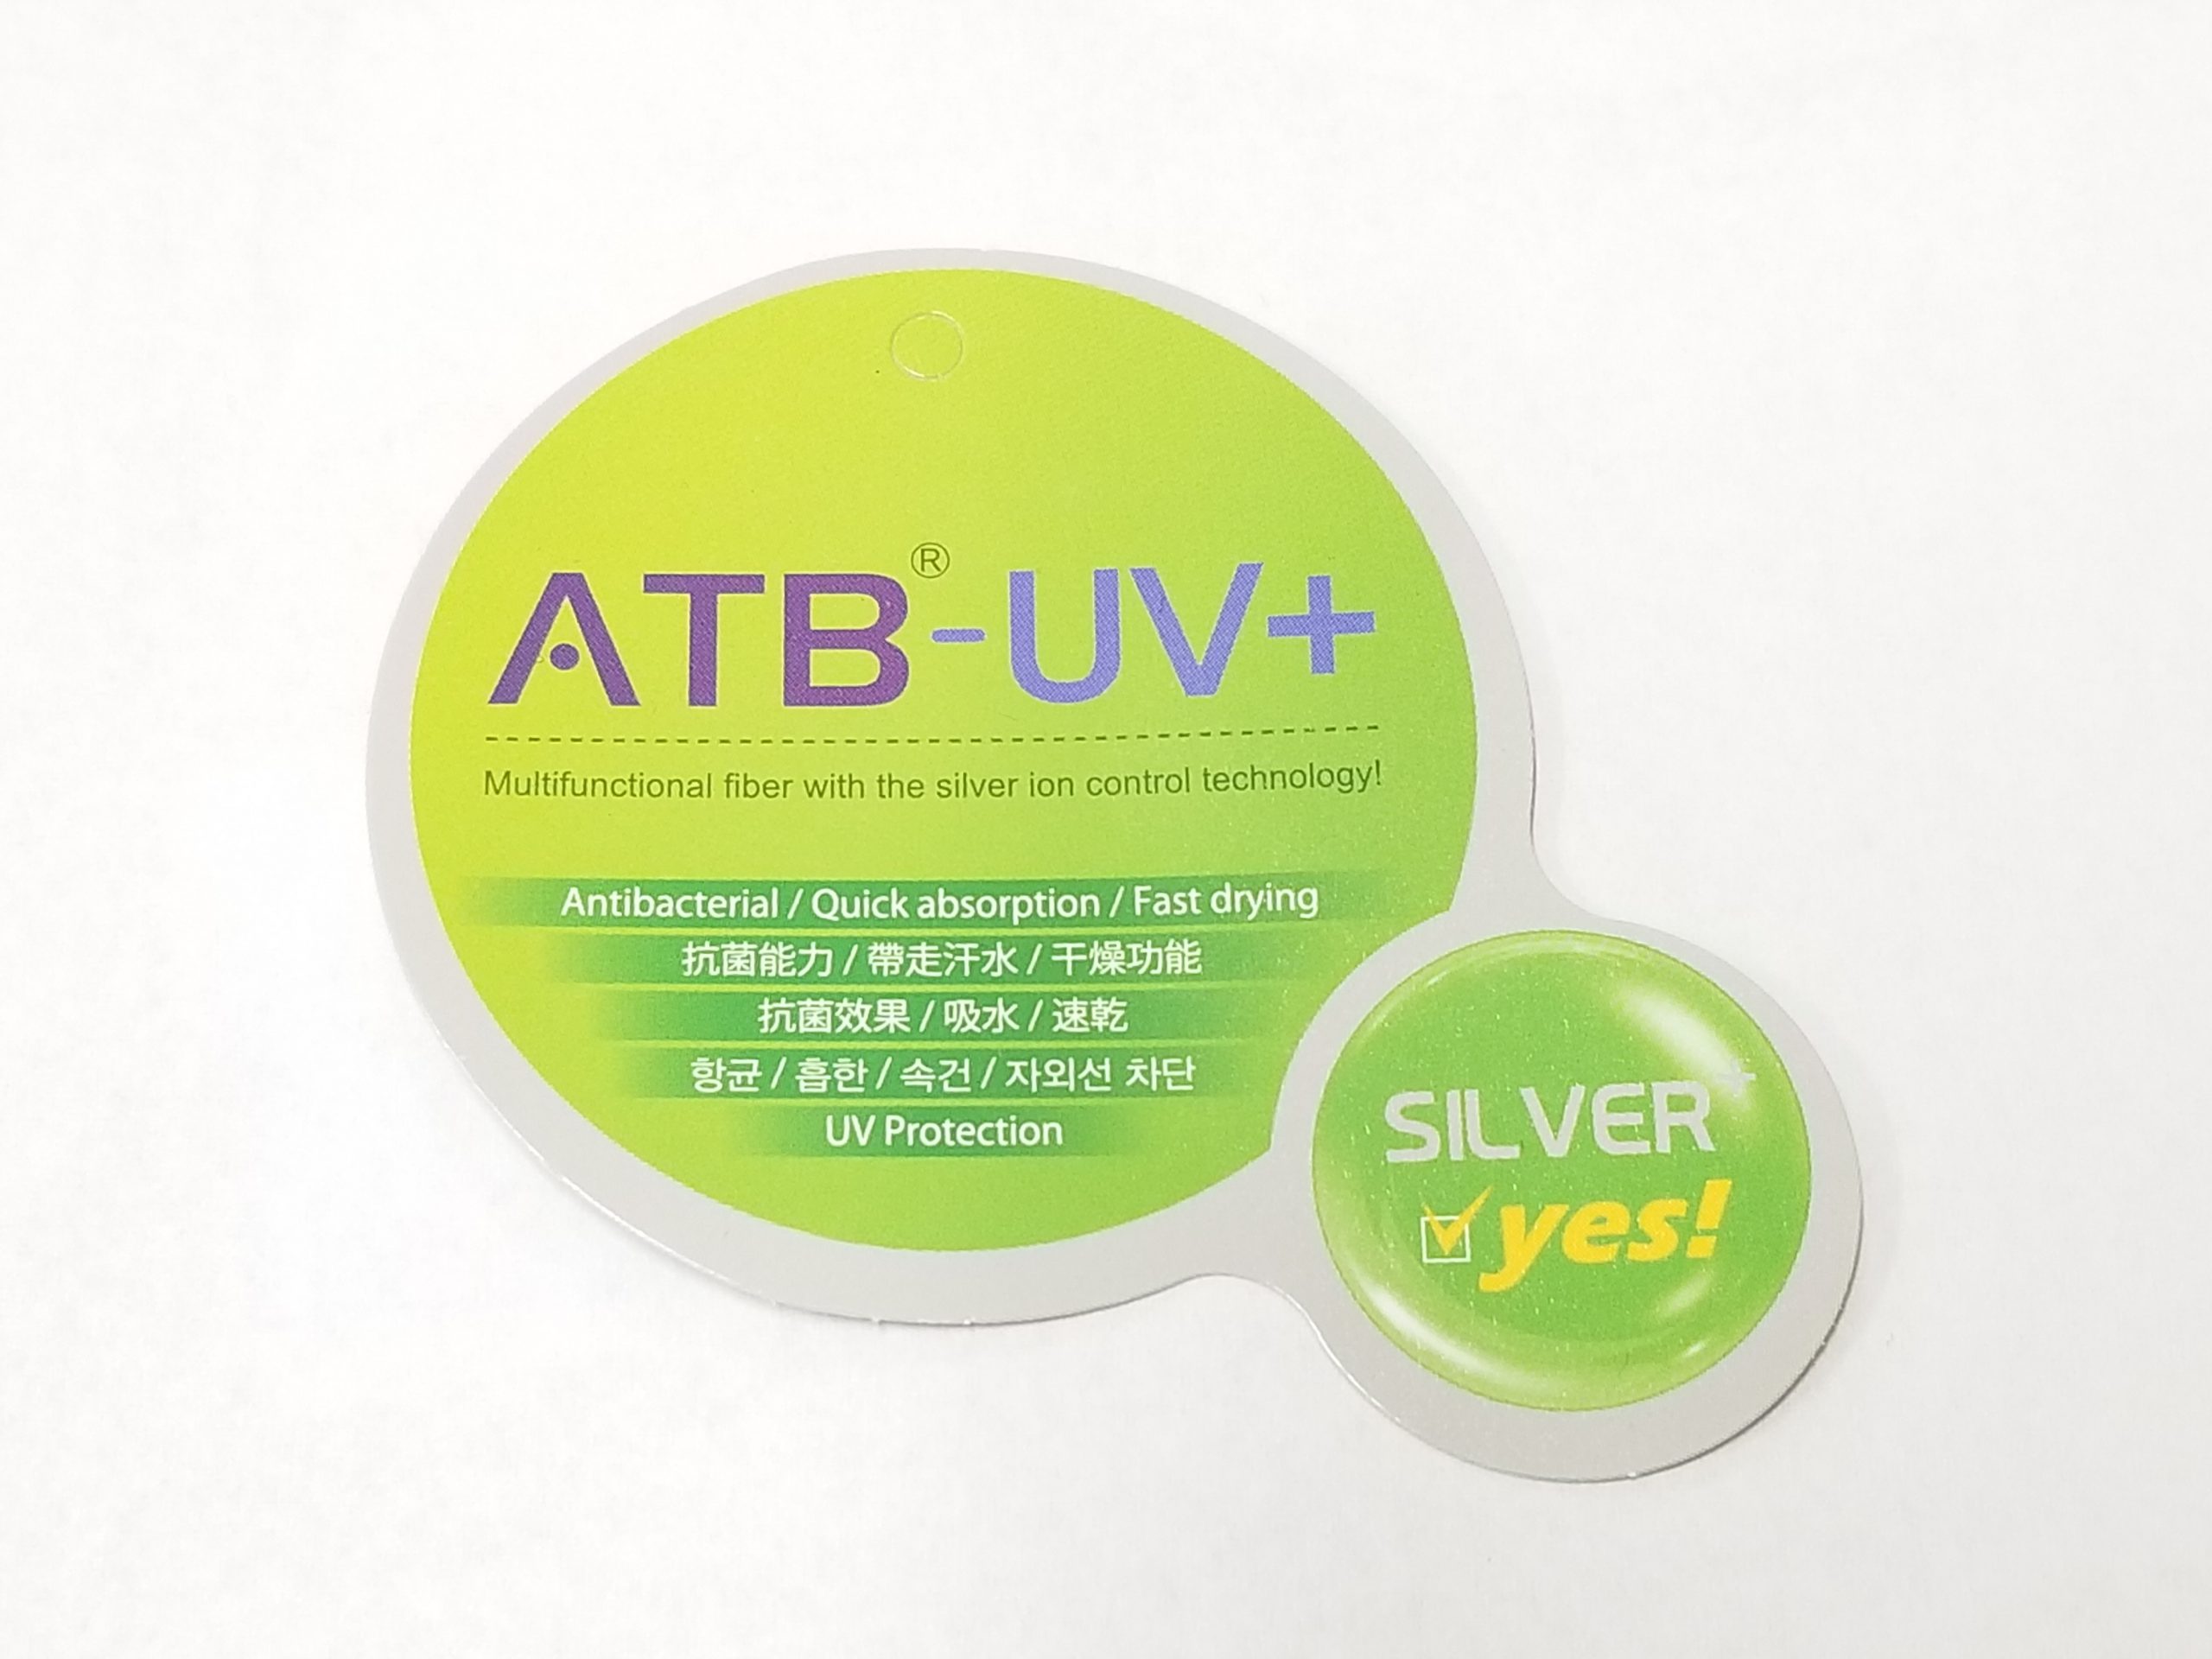 ATB®-UV+
Multifunctional fiber with the silver ion control technology!
Antibacterial / Quick absorption / Fast drying
抗菌能力 / 帶走汗水 / 干燥功能
抗菌效果 / 吸水 / 速乾
항균 / 흡한 / 속건 / 자외선 차단
UV Protection
SILVER+
yes!